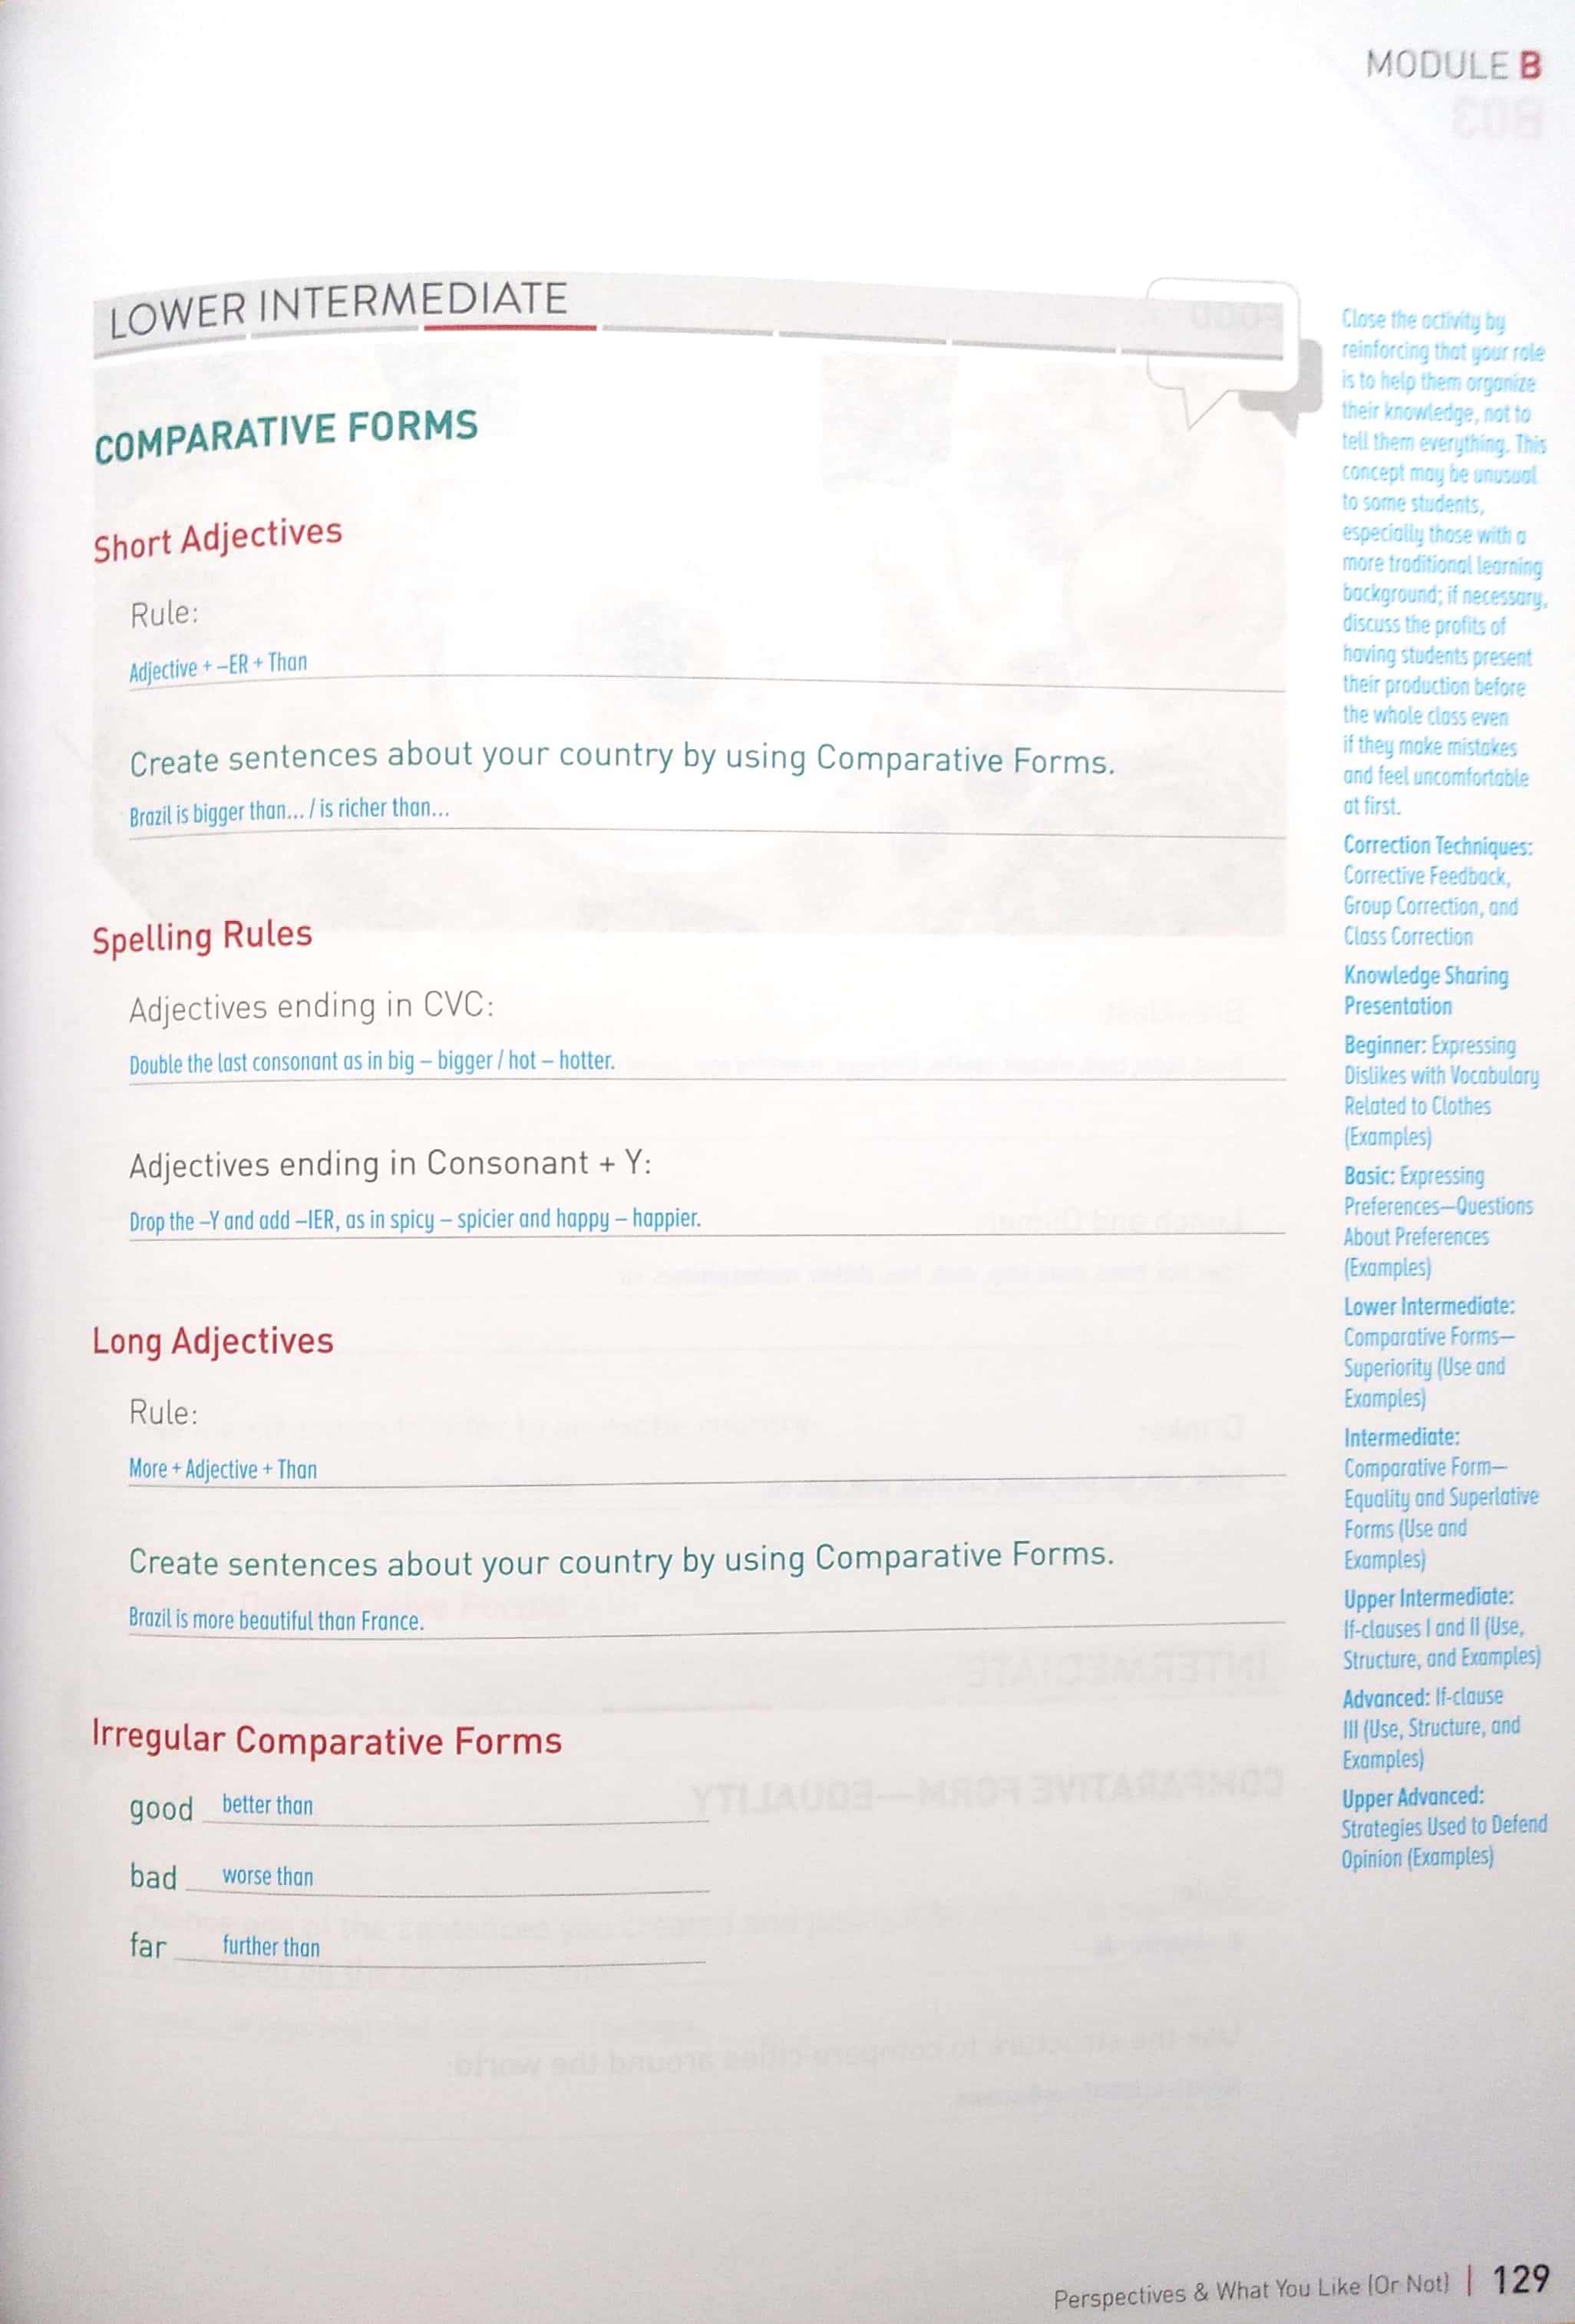 MODULE B
LOWER INTERMEDIATE
COMPARATIVE FORMS
Short Adjectives
Rule:
Adjective + –ER + Than
Create sentences about your country by using Comparative Forms.
Brazil is bigger than... / is richer than...
Spelling Rules
Adjectives ending in CVC:
Double the last consonant as in big – bigger / hot – hotter.
Adjectives ending in Consonant + Y:
Drop the –Y and add –IER, as in spicy – spicier and happy – happier.
Long Adjectives
Rule:
More + Adjective + Than
Create sentences about your country by using Comparative Forms.
Brazil is more beautiful than France.
Irregular Comparative Forms
good better than
bad worse than
far further than
Close the activity by
reinforcing that your role
is to help them organize
their knowledge, not to
tell them everything. This
concept may be unusual
to some students,
especially those with a
more traditional learning
background; if necessary,
discuss the profits of
having students present
their production before
the whole class even
if they make mistakes
and feel uncomfortable
at first.
Correction Techniques:
Corrective Feedback,
Group Correction, and
Class Correction
Knowledge Sharing
Presentation
Beginner: Expressing
Dislikes with Vocabulary
Related to Clothes
(Examples)
Basic: Expressing
Preferences—Questions
About Preferences
(Examples)
Lower Intermediate:
Comparative Forms—
Superiority (Use and
Examples)
Intermediate:
Comparative Form—
Equality and Superlative
Forms (Use and
Examples)
Upper Intermediate:
If-clauses I and II (Use,
Structure, and Examples)
Advanced: If-clause
III (Use, Structure, and
Examples)
Upper Advanced:
Strategies Used to Defend
Opinion (Examples)
Perspectives & What You Like (Or Not) | 129